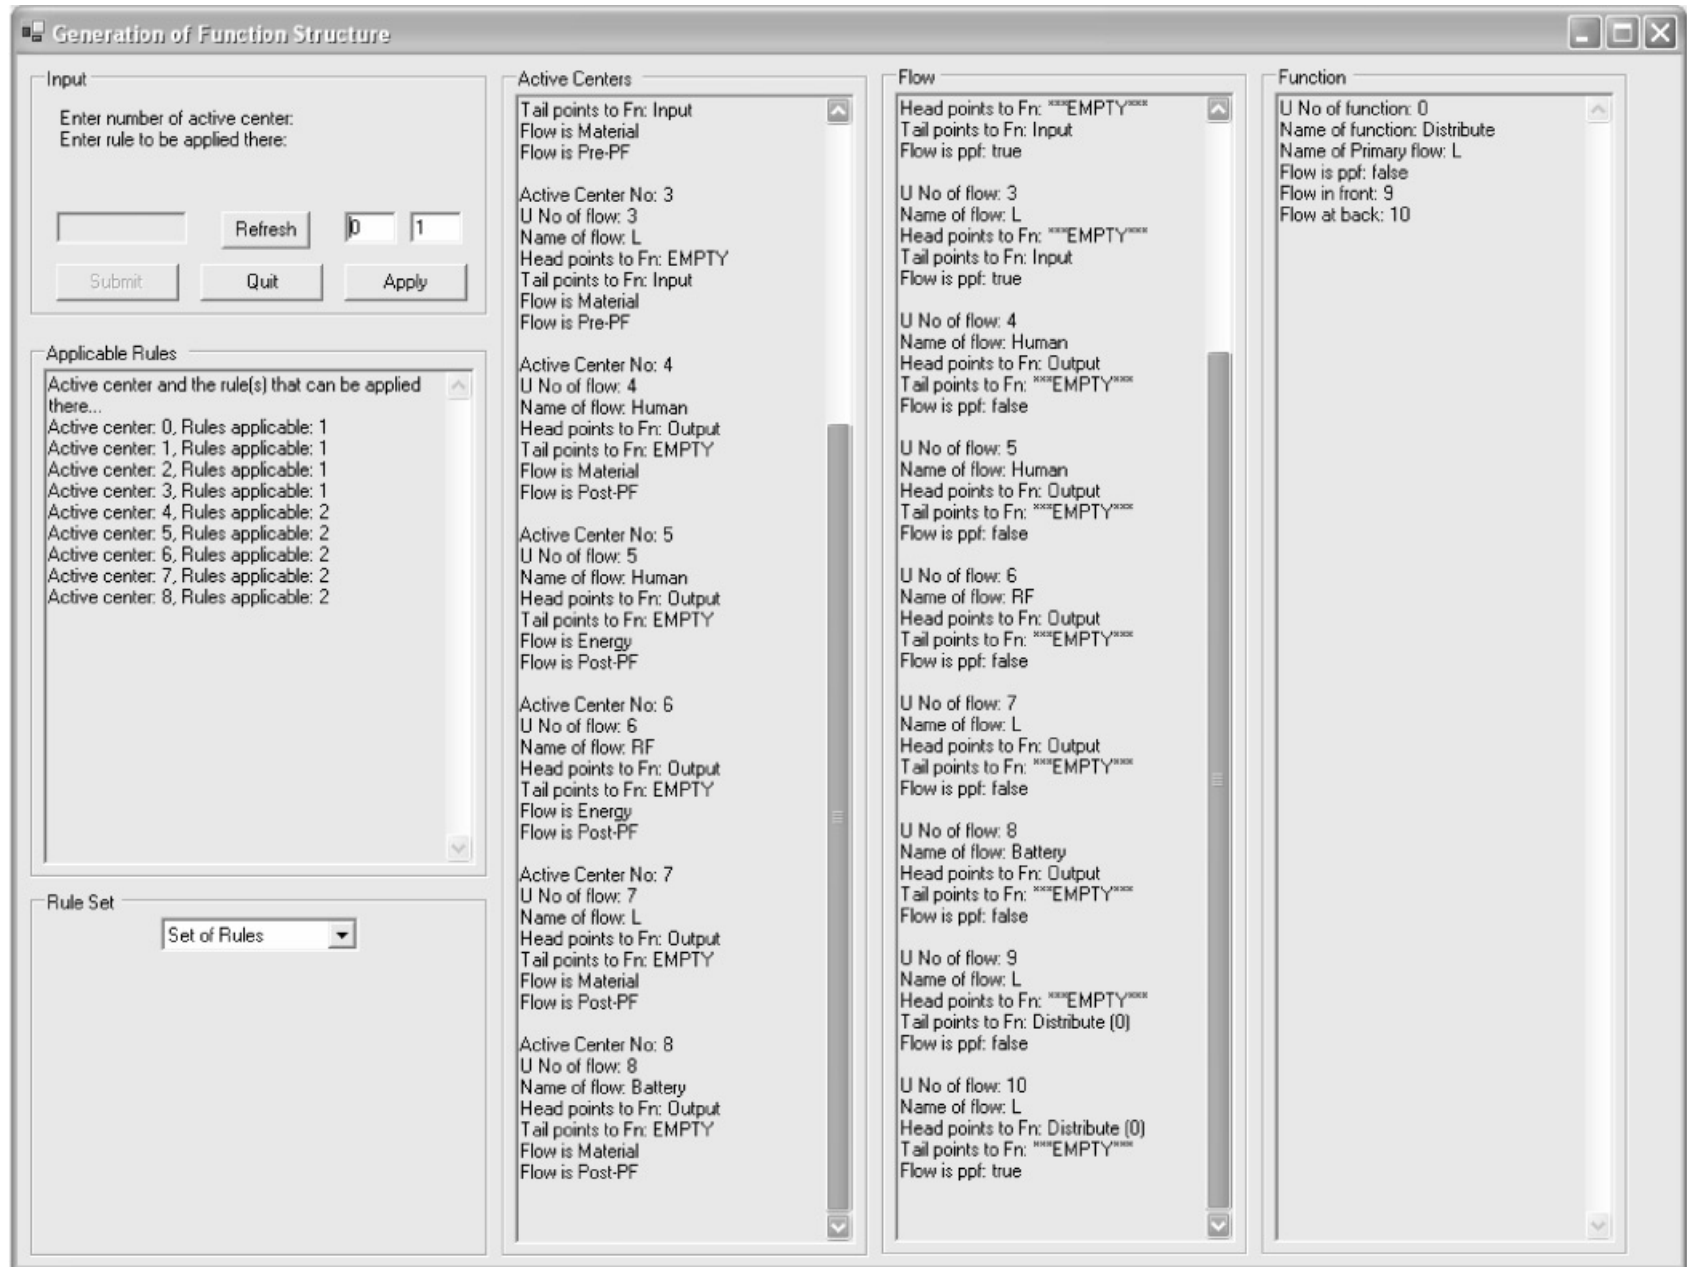 Generation of Function Structure
Input
Enter number of active center:
Enter rule to be applied there:
Refresh
0
1
Submit
Quit
Apply
Applicable Rules
Active center and the rule(s) that can be applied
there...
Active center: 0, Rules applicable: 1
Active center: 1, Rules applicable: 1
Active center: 2, Rules applicable: 1
Active center: 3, Rules applicable: 1
Active center: 4, Rules applicable: 2
Active center: 5, Rules applicable: 2
Active center: 6, Rules applicable: 2
Active center: 7, Rules applicable: 2
Active center: 8, Rules applicable: 2
Rule Set
Set of Rules
Active Centers
Tail points to Fn: Input
Flow is Material
Flow is Pre-PF
Active Center No: 3
U No of flow: 3
Name of flow: L
Head points to Fn: EMPTY
Tail points to Fn: Input
Flow is Material
Flow is Pre-PF
Active Center No: 4
U No of flow: 4
Name of flow: Human
Head points to Fn: Output
Tail points to Fn: EMPTY
Flow is Material
Flow is Post-PF
Active Center No: 5
U No of flow: 5
Name of flow: Human
Head points to Fn: Output
Tail points to Fn: EMPTY
Flow is Energy
Flow is Post-PF
Active Center No: 6
U No of flow: 6
Name of flow: RF
Head points to Fn: Output
Tail points to Fn: EMPTY
Flow is Energy
Flow is Post-PF
Active Center No: 7
U No of flow: 7
Name of flow: L
Head points to Fn: Output
Tail points to Fn: EMPTY
Flow is Material
Flow is Post-PF
Active Center No: 8
U No of flow: 8
Name of flow: Battery
Head points to Fn: Output
Tail points to Fn: EMPTY
Flow is Material
Flow is Post-PF
Flow
Head points to Fn: ***EMPTY***
Tail points to Fn: Input
Flow is ppf: true
U No of flow: 3
Name of flow: L
Head points to Fn: ***EMPTY***
Tail points to Fn: Input
Flow is ppf: true
U No of flow: 4
Name of flow: Human
Head points to Fn: Output
Tail points to Fn: ***EMPTY***
Flow is ppf: false
U No of flow: 5
Name of flow: Human
Head points to Fn: Output
Tail points to Fn: ***EMPTY***
Flow is ppf: false
U No of flow: 6
Name of flow: RF
Head points to Fn: Output
Tail points to Fn: ***EMPTY***
Flow is ppf: false
U No of flow: 7
Name of flow: L
Head points to Fn: Output
Tail points to Fn: ***EMPTY***
Flow is ppf: false
U No of flow: 8
Name of flow: Battery
Head points to Fn: Output
Tail points to Fn: ***EMPTY***
Flow is ppf: false
U No of flow: 9
Name of flow: L
Head points to Fn: ***EMPTY***
Tail points to Fn: Distribute (0)
Flow is ppf: false
U No of flow: 10
Name of flow: L
Head points to Fn: Distribute (0)
Tail points to Fn: ***EMPTY***
Flow is ppf: true
Function
U No of function: 0
Name of function: Distribute
Name of Primary flow: L
Flow is ppf: false
Flow in front: 9
Flow at back: 10